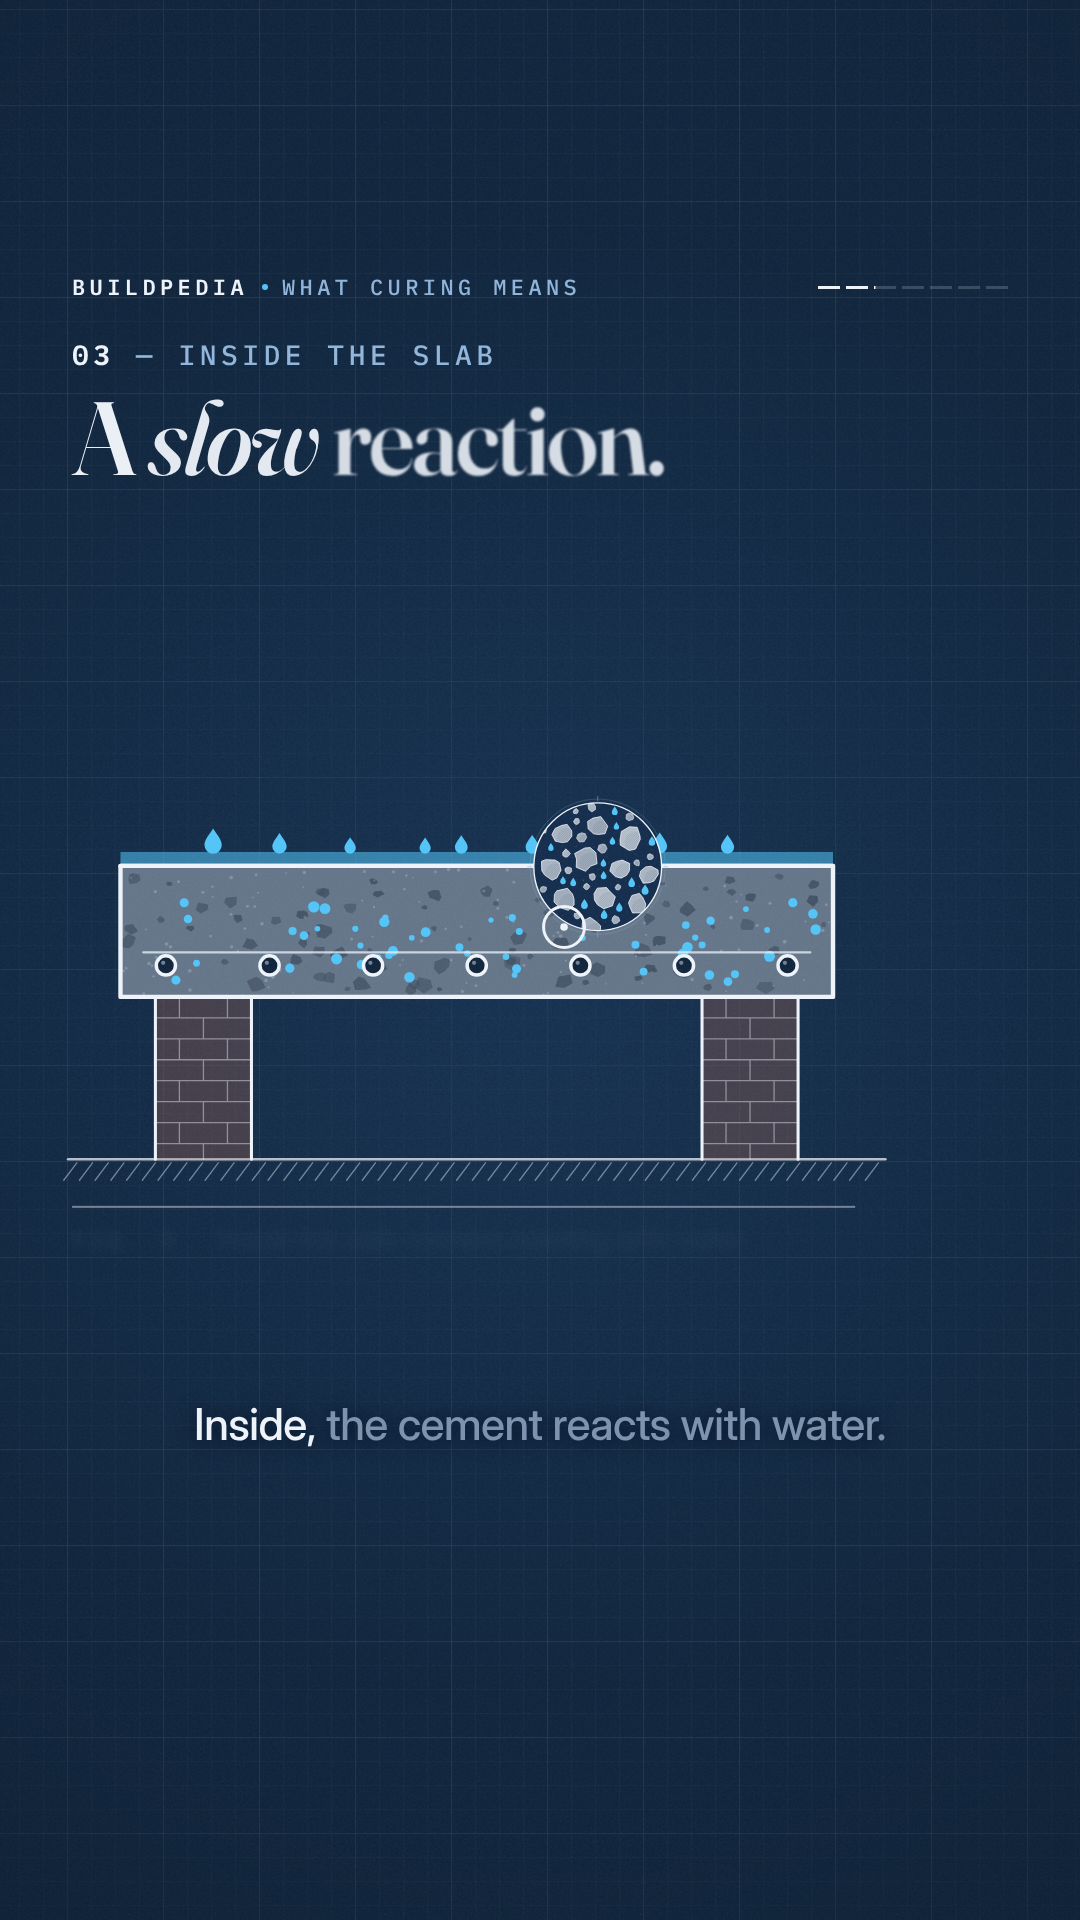 BUILDPEDIA • WHAT CURING MEANS
03 — INSIDE THE SLAB
A slow reaction.
Inside, the cement reacts with water.